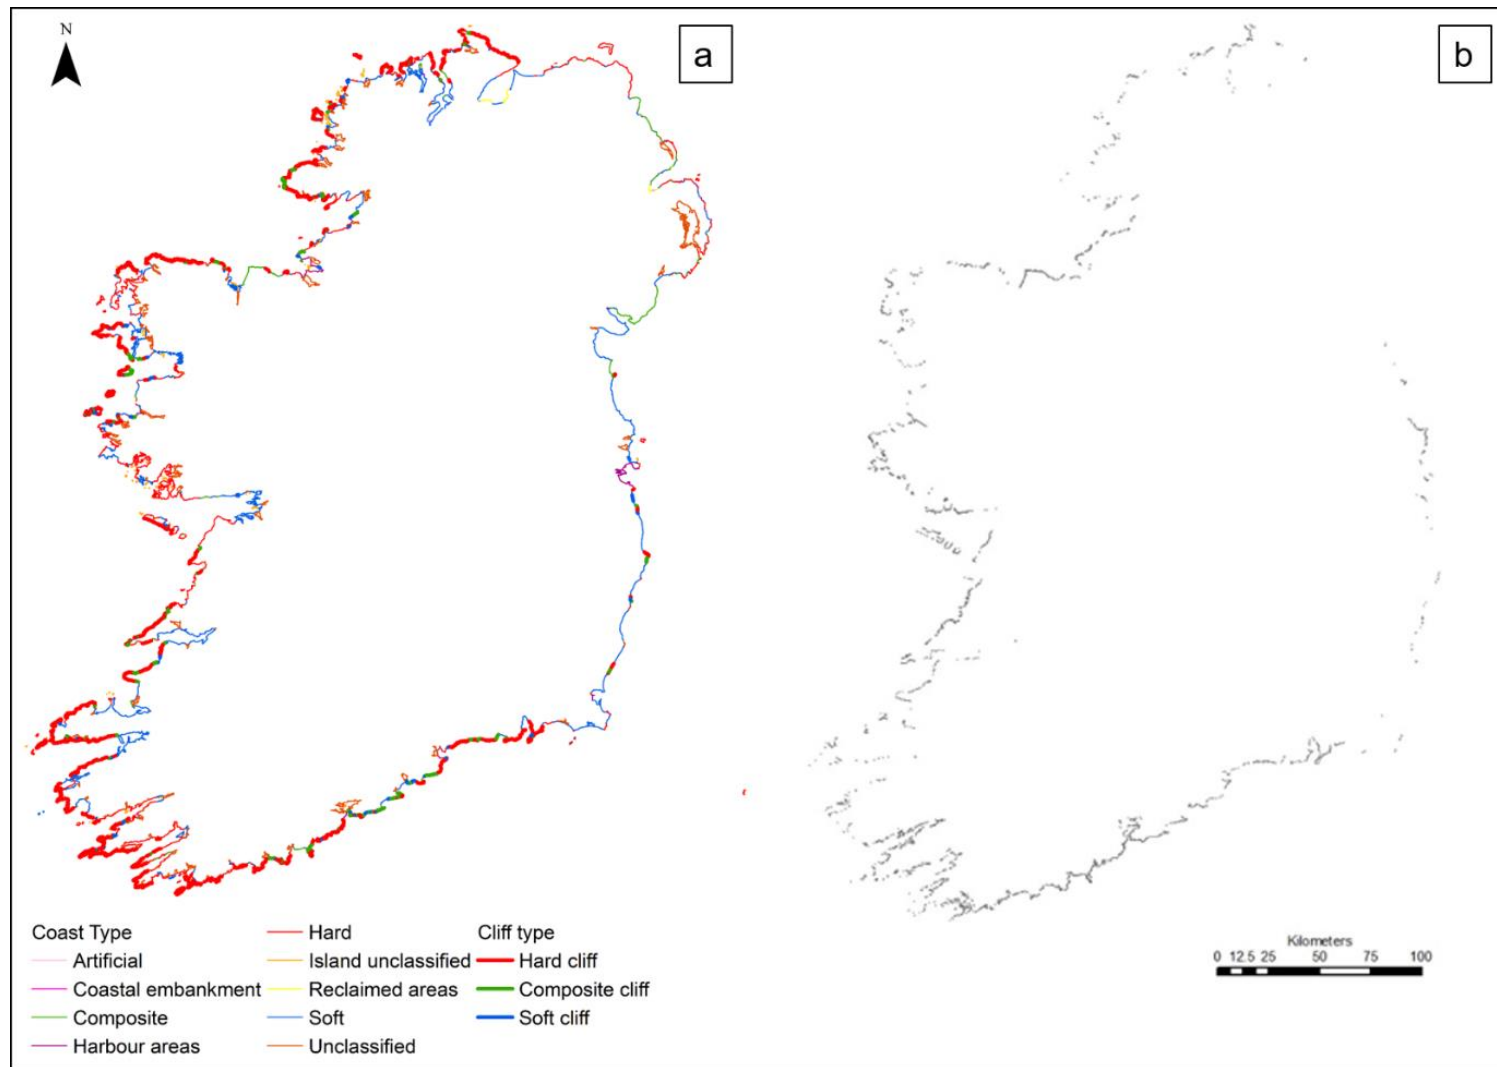 N
a
b
Coast Type
Artificial
Coastal embankment
Composite
Harbour areas
Hard
Island unclassified
Reclaimed areas
Soft
Unclassified
Cliff type
Hard cliff
Composite cliff
Soft cliff
Kilometers
0 12.5 25 50 75 100